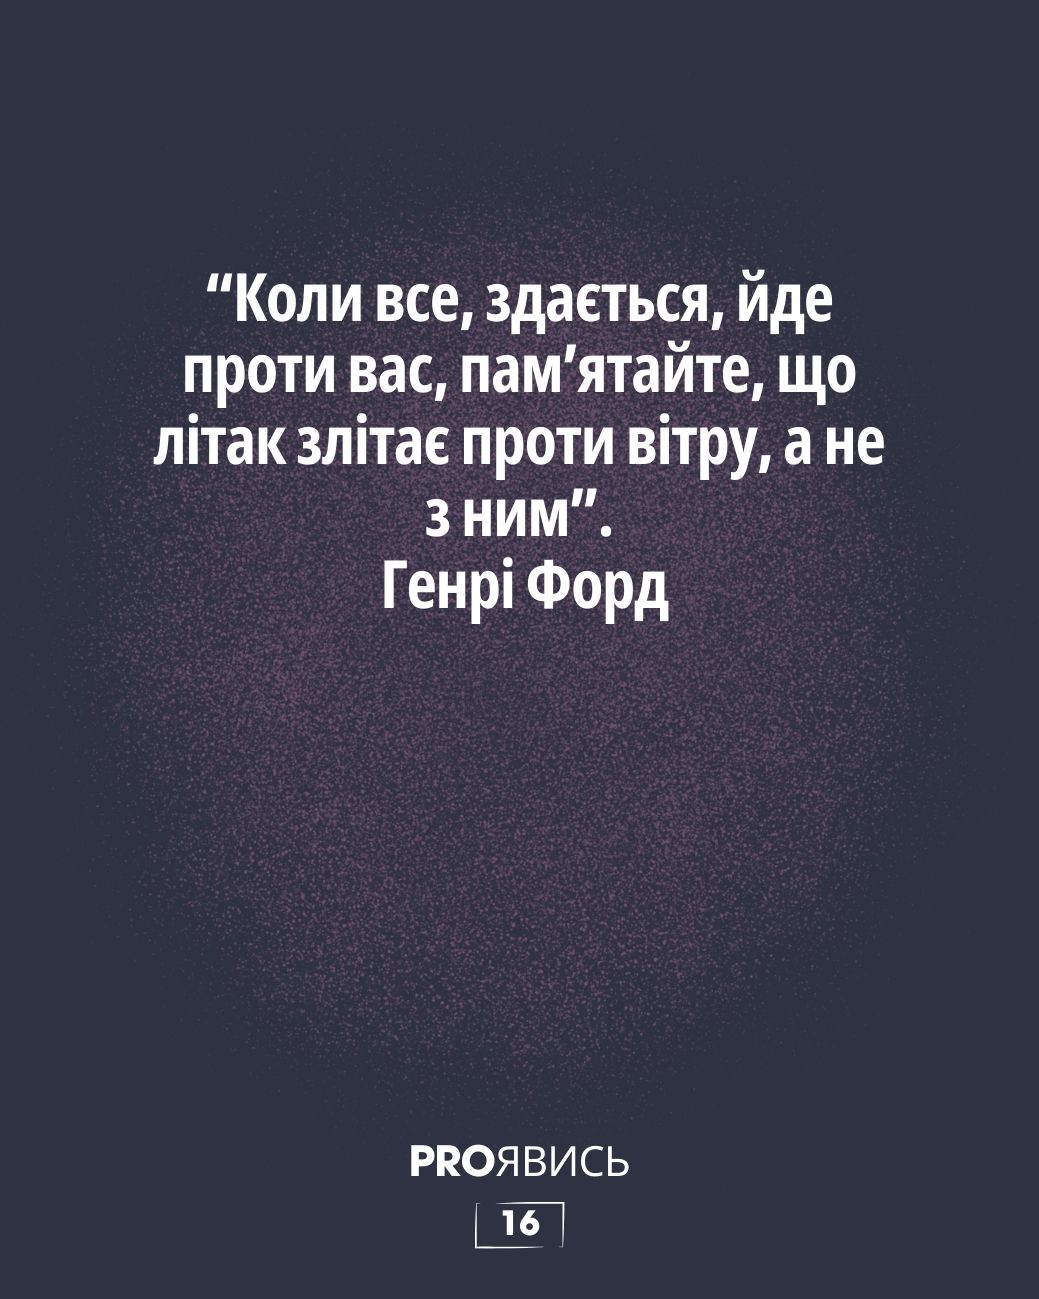 “Коли все, здається, йде
проти вас, пам’ятайте, що
літак злітає проти вітру, а не
з ним”.
Генрі Форд
PROЯВИСЬ
16